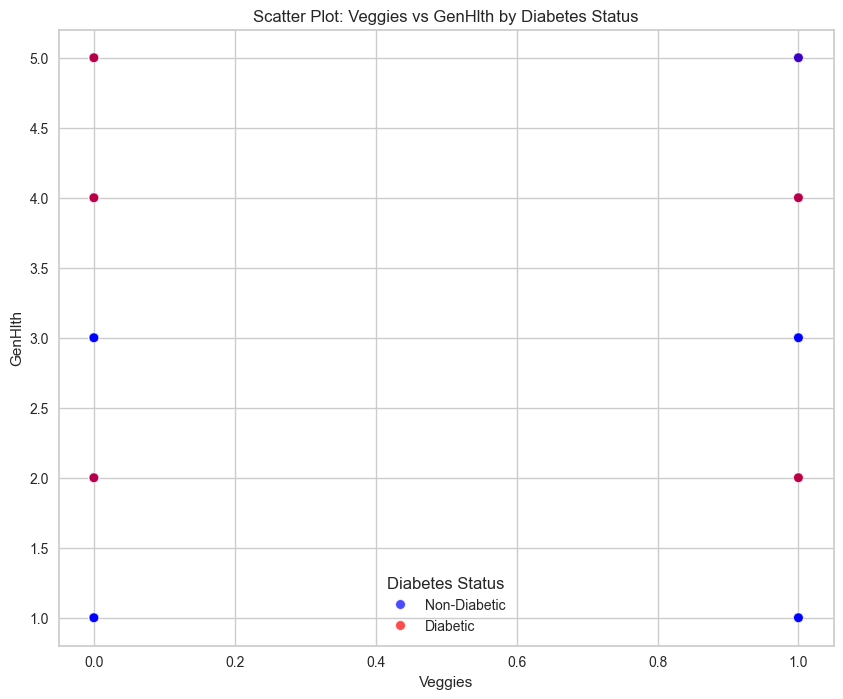 Scatter Plot: Veggies vs GenHlth by Diabetes Status
5.0
4.5
4.0
3.5
3.0
2.5
2.0
1.5
1.0
GenHlth
Diabetes Status
Non-Diabetic
Diabetic
0.0 0.2 0.4 0.6 0.8 1.0
Veggies